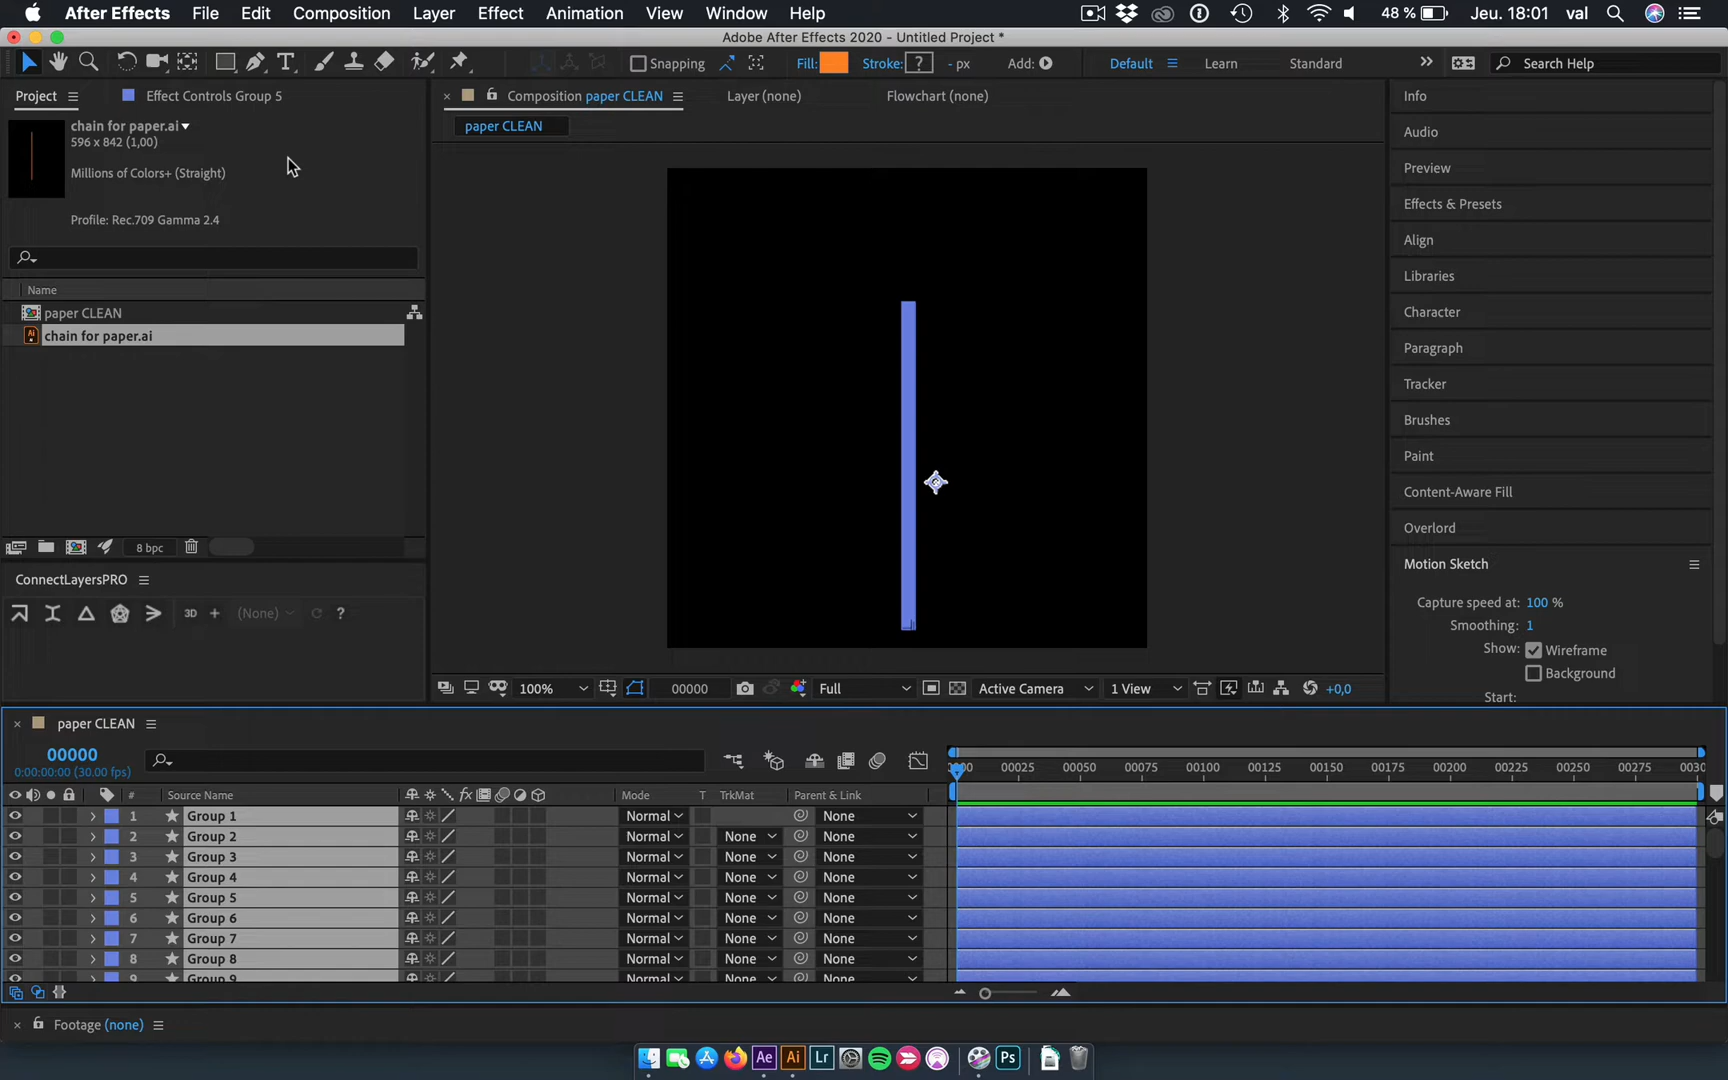 After Effects File Edit Composition Layer Effect Animation View Window Help 48 % Jeu. 18:01 val
Adobe After Effects 2020 - Untitled Project *
T Snapping Fill: Stroke: ? - px Add: Default Learn Standard Search Help
Project Effect Controls Group 5
Composition paper CLEAN Layer (none) Flowchart (none)
paper CLEAN
chain for paper.ai
596 x 842 (1,00)
Millions of Colors+ (Straight)
Profile: Rec.709 Gamma 2.4
Name
paper CLEAN
Ai chain for paper.ai
8 bpc
ConnectLayersPRO
3D + (None) ?
100% 00000 Full Active Camera 1 View +0,0
Info
Audio
Preview
Effects & Presets
Align
Libraries
Character
Paragraph
Tracker
Brushes
Paint
Content-Aware Fill
Overlord
Motion Sketch
Capture speed at: 100 %
Smoothing: 1
Show: Wireframe
Background
Start:
paper CLEAN
00000
0:00:00:00 (30.00 fps)
00025 00050 00075 00100 00125 00150 00175 00200 00225 00250 00275
# Source Name fx Mode T TrkMat Parent & Link
1 Group 1 Normal None
2 Group 2 Normal None None
3 Group 3 Normal None None
4 Group 4 Normal None None
5 Group 5 Normal None None
6 Group 6 Normal None None
7 Group 7 Normal None None
8 Group 8 Normal None None
9 Group 9 Normal None None
Footage (none)
Ae Ai Lr Ps